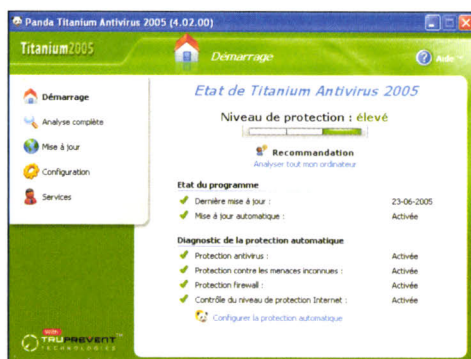 Panda Titanium Antivirus 2005 (4.02.00)
Titanium2005
Démarrage
Aide
Démarrage
Analyse complète
Mise à jour
Configuration
Services
Etat de Titanium Antivirus 2005
Niveau de protection : élevé
Recommandation
Analyser tout mon ordinateur
Etat du programme
Dernière mise à jour : 23-06-2005
Mise à jour automatique : Activée
Diagnostic de la protection automatique
Protection antivirus : Activée
Protection contre les menaces inconnues : Activée
Protection firewall : Activée
Contrôle du niveau de protection Internet : Activée
Configurer la protection automatique
WITH
TRUPREVENT
TECHNOLOGIES